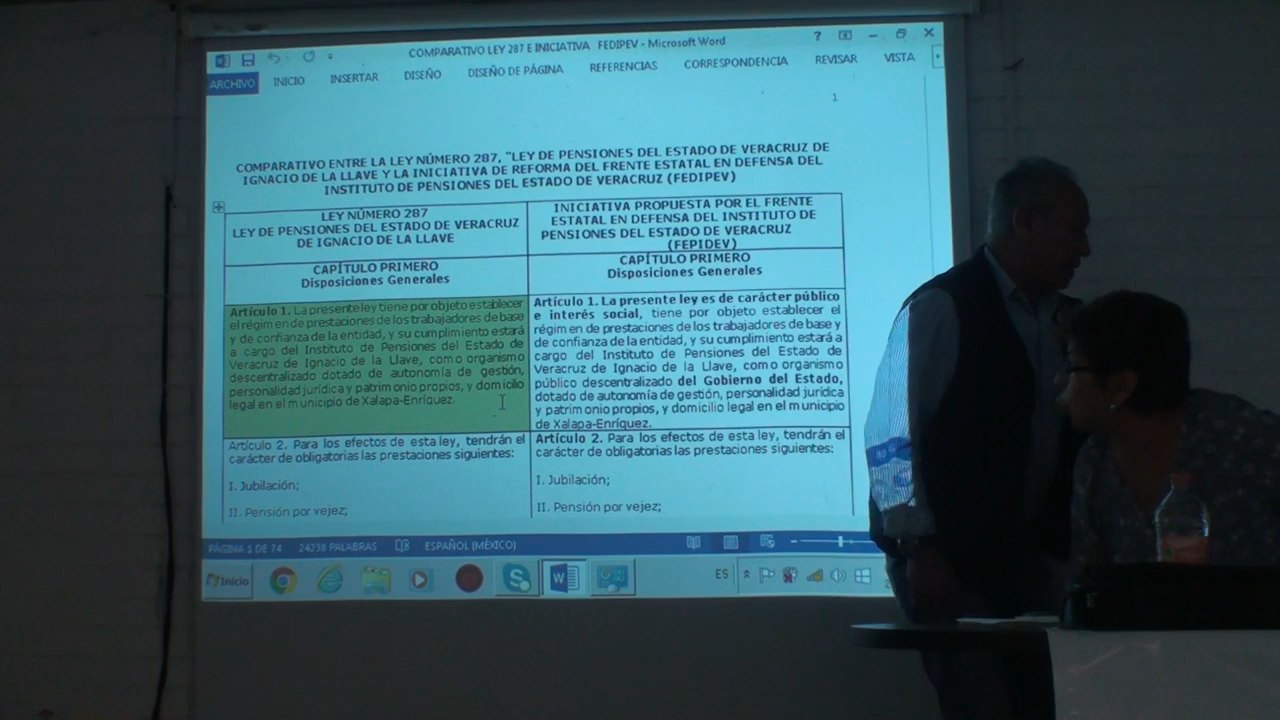 COMPARATIVO LEY 287 E INICIATIVA FEDIPEV - Microsoft Word
ARCHIVO INICIO INSERTAR DISEÑO DISEÑO DE PÁGINA REFERENCIAS CORRESPONDENCIA REVISAR VISTA
1
COMPARATIVO ENTRE LA LEY NÚMERO 287, "LEY DE PENSIONES DEL ESTADO DE VERACRUZ DE
IGNACIO DE LA LLAVE Y LA INICIATIVA DE REFORMA DEL FRENTE ESTATAL EN DEFENSA DEL
INSTITUTO DE PENSIONES DEL ESTADO DE VERACRUZ (FEDIPEV)
LEY NÚMERO 287
LEY DE PENSIONES DEL ESTADO DE VERACRUZ
DE IGNACIO DE LA LLAVE
INICIATIVA PROPUESTA POR EL FRENTE
ESTATAL EN DEFENSA DEL INSTITUTO DE
PENSIONES DEL ESTADO DE VERACRUZ
(FEPIDEV)
CAPÍTULO PRIMERO
Disposiciones Generales
CAPÍTULO PRIMERO
Disposiciones Generales
Artículo 1. La presente ley tiene por objeto establecer
el régimen de prestaciones de los trabajadores de base
y de confianza de la entidad, y su cumplimiento estará
a cargo del Instituto de Pensiones del Estado de
Veracruz de Ignacio de la Llave, como organismo
descentralizado dotado de autonomía de gestión,
personalidad jurídica y patrimonio propios, y domicilio
legal en el municipio de Xalapa-Enríquez.
Artículo 1. La presente ley es de carácter público
e interés social, tiene por objeto establecer el
régimen de prestaciones de los trabajadores de base y
de confianza de la entidad, y su cumplimiento estará a
cargo del Instituto de Pensiones del Estado de
Veracruz de Ignacio de la Llave, como organismo
público descentralizado del Gobierno del Estado,
dotado de autonomía de gestión, personalidad jurídica
y patrimonio propios, y domicilio legal en el municipio
de Xalapa-Enríquez.
Artículo 2. Para los efectos de esta ley, tendrán el
carácter de obligatorias las prestaciones siguientes:
I. Jubilación;
II. Pensión por vejez;
Artículo 2. Para los efectos de esta ley, tendrán el
carácter de obligatorias las prestaciones siguientes:
I. Jubilación;
II. Pensión por vejez;
PÁGINA 1 DE 74 24238 PALABRAS ESPAÑOL (MÉXICO)
Inicio ES